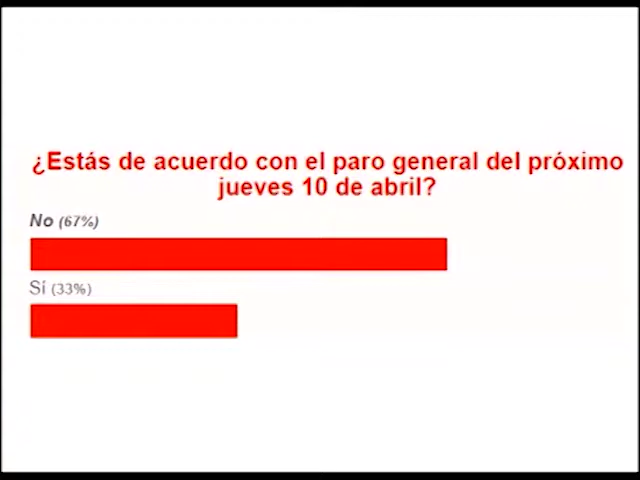 ¿Estás de acuerdo con el paro general del próximo
jueves 10 de abril?
No (67%)
Sí (33%)